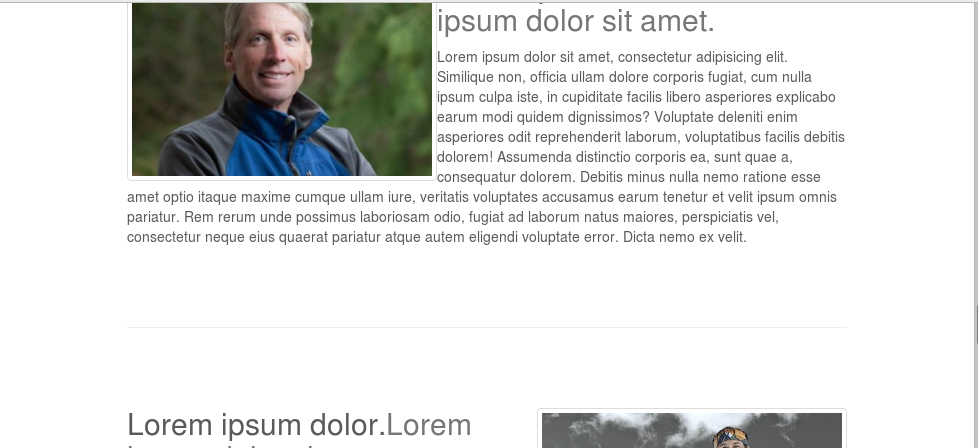 ipsum dolor sit amet.
Lorem ipsum dolor sit amet, consectetur adipisicing elit.
Similique non, officia ullam dolore corporis fugiat, cum nulla
ipsum culpa iste, in cupiditate facilis libero asperiores explicabo
earum modi quidem dignissimos? Voluptate deleniti enim
asperiores odit reprehenderit laborum, voluptatibus facilis debitis
dolorem! Assumenda distinctio corporis ea, sunt quae a,
consequatur dolorem. Debitis minus nulla nemo ratione esse
amet optio itaque maxime cumque ullam iure, veritatis voluptates accusamus earum tenetur et velit ipsum omnis
pariatur. Rem rerum unde possimus laboriosam odio, fugiat ad laborum natus maiores, perspiciatis vel,
consectetur neque eius quaerat pariatur atque autem eligendi voluptate error. Dicta nemo ex velit.
Lorem ipsum dolor.Lorem